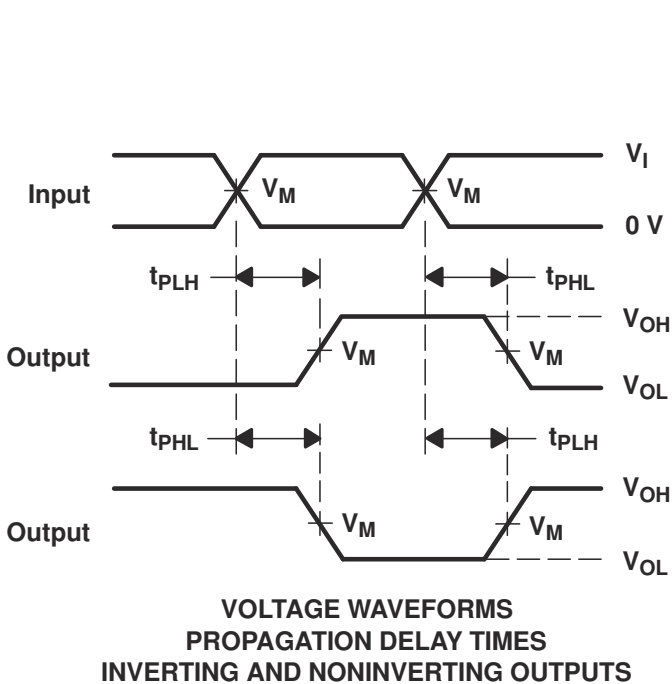 V_I
Input V_M V_M
0 V
t_PLH t_PHL
V_OH
Output V_M V_M
V_OL
t_PHL t_PLH
V_OH
Output V_M V_M
V_OL
VOLTAGE WAVEFORMS
PROPAGATION DELAY TIMES
INVERTING AND NONINVERTING OUTPUTS